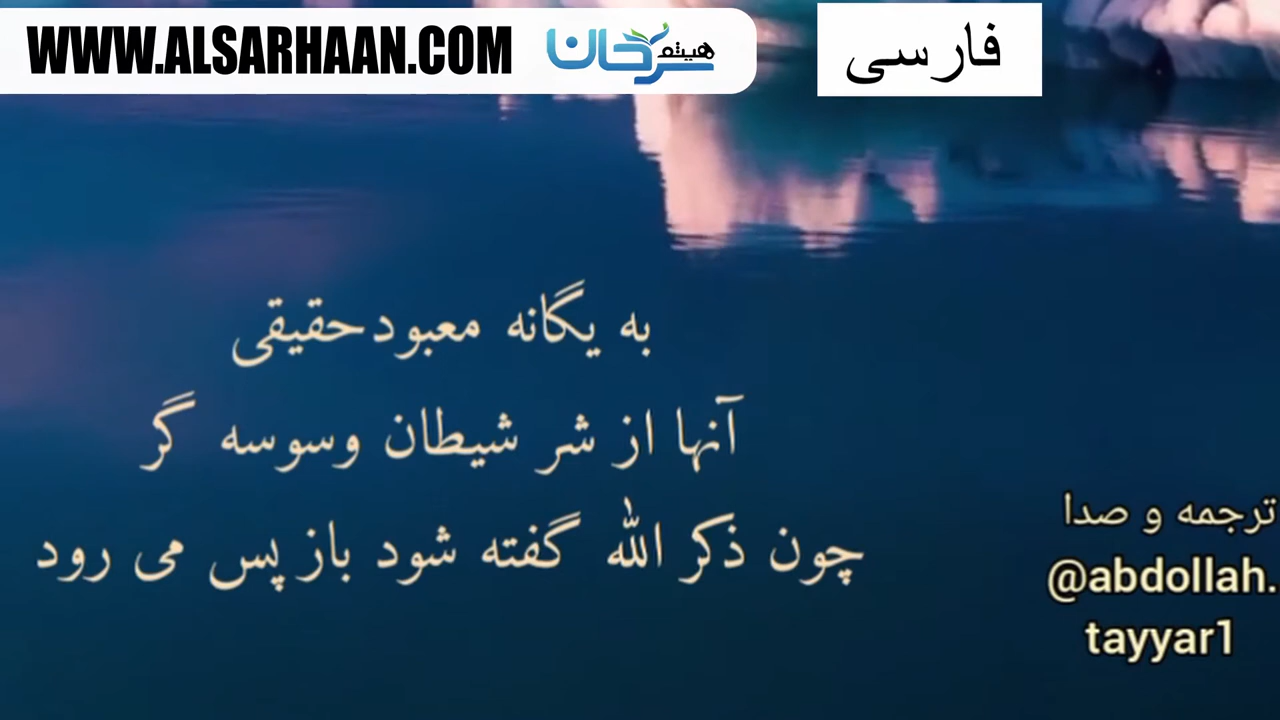 WWW.ALSARHAAN.COM
هيثم سرحان
فارسی
به یگانه معبودحقیقی
آنها از شر شیطان وسوسه گر
چون ذکر الله گفته شود باز پس می رود
ترجمه و صدا
@abdollah.
tayyar1